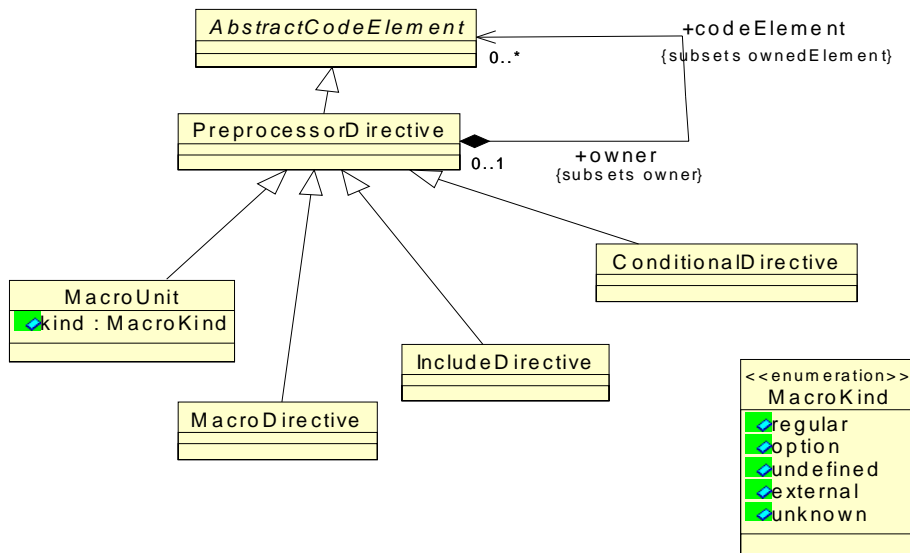 AbstractCodeElement
+codeElement
0..*
{subsets ownedElement}
PreprocessorDirective
0..1
+owner
{subsets owner}
ConditionalDirective
MacroUnit
kind : MacroKind
IncludeDirective
MacroDirective
<<enumeration>>
MacroKind
regular
option
undefined
external
unknown